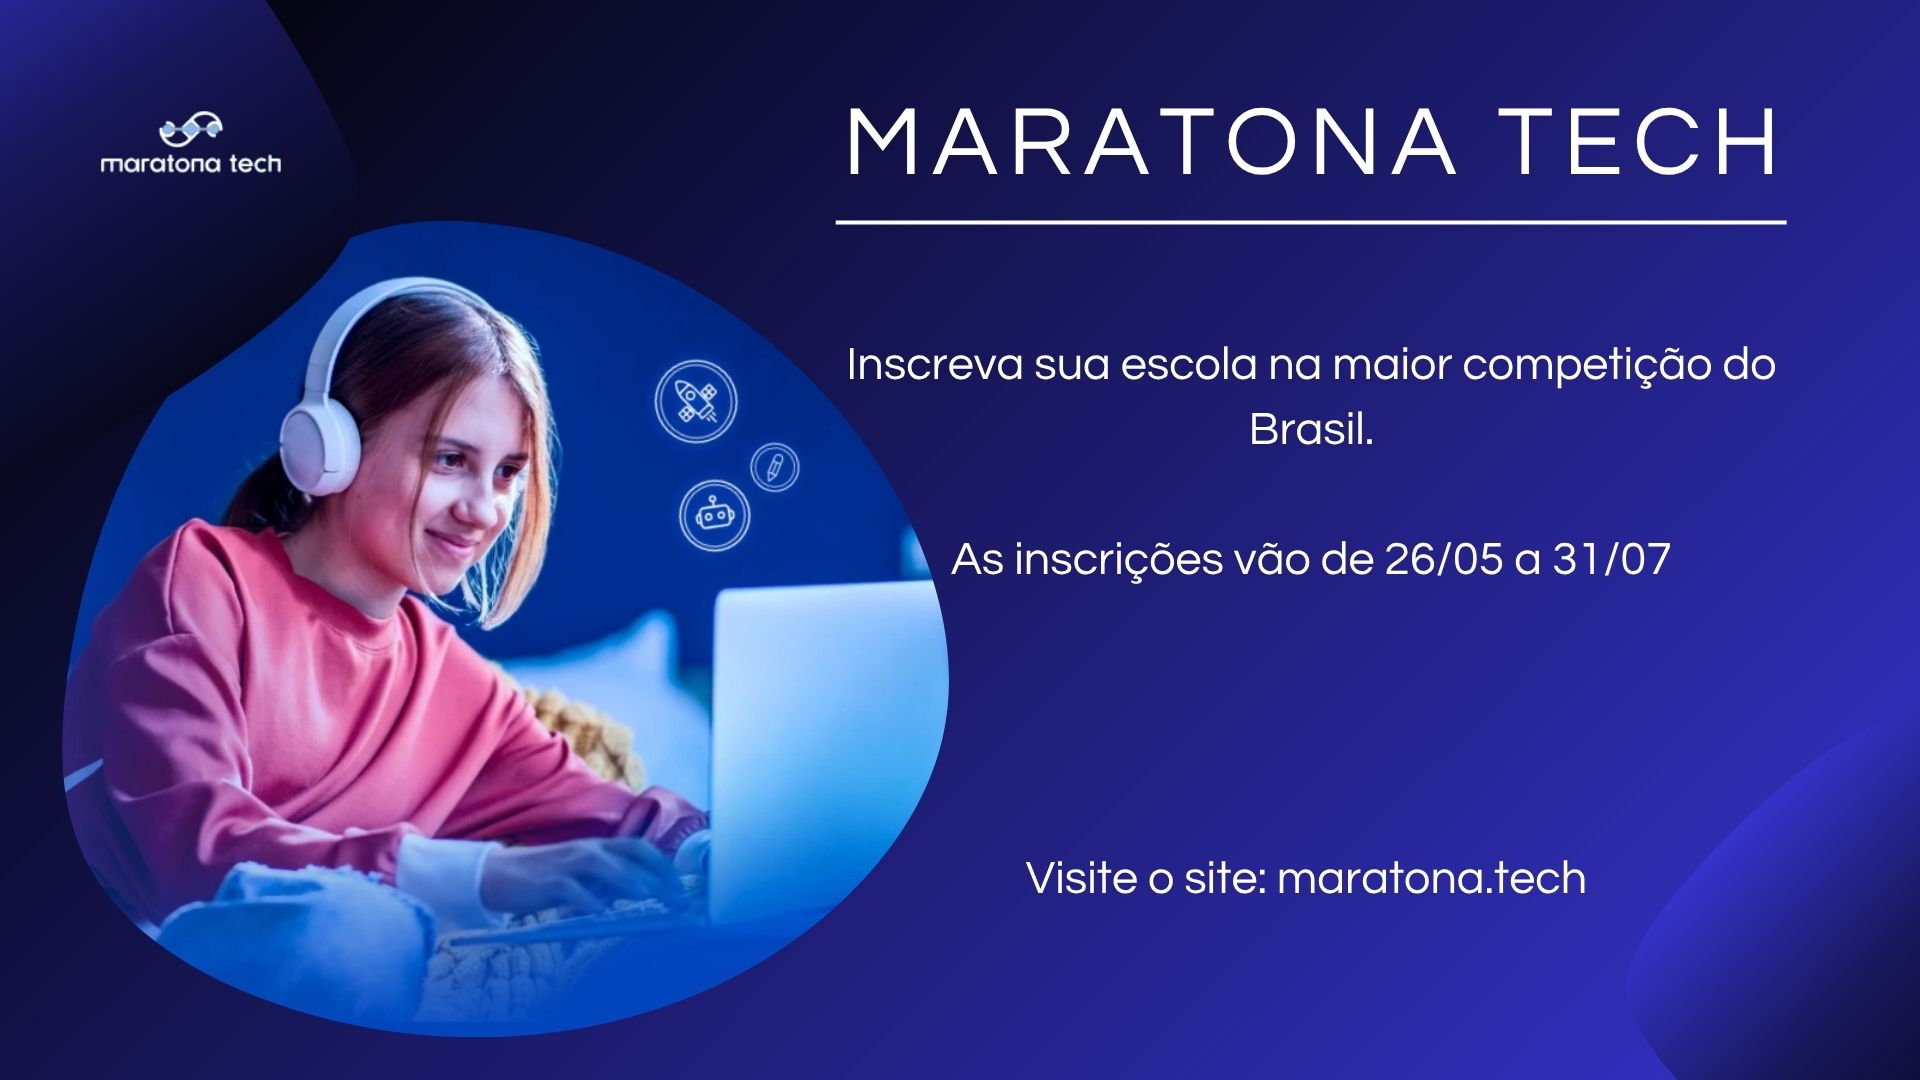 maratona tech
MARATONA TECH
Inscreva sua escola na maior competição do
Brasil.
As inscrições vão de 26/05 a 31/07
Visite o site: maratona.tech